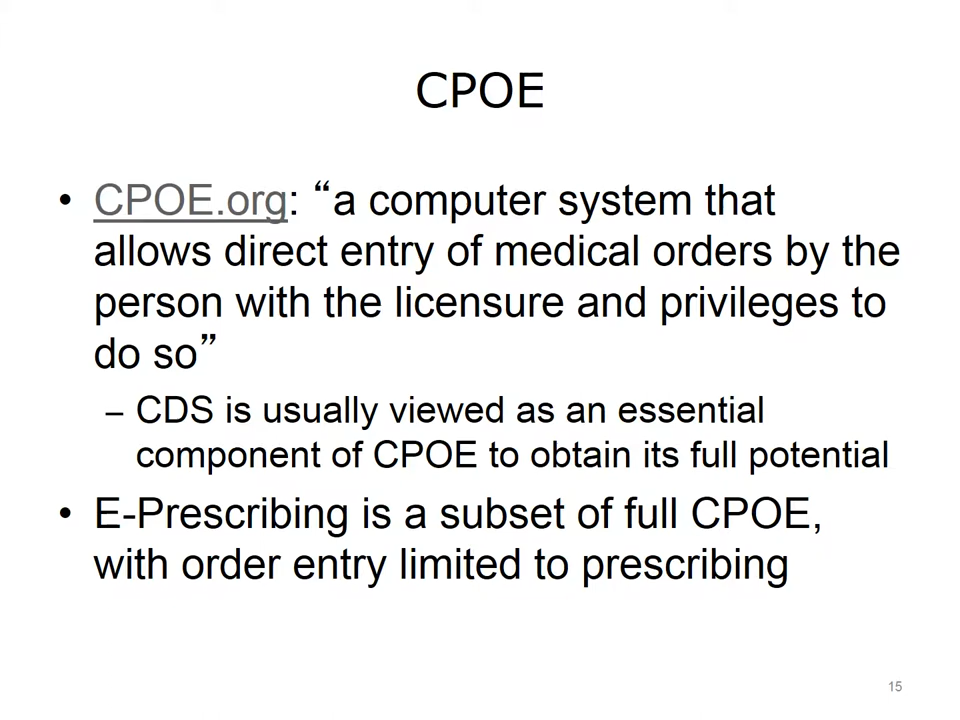 CPOE
• CPOE.org: “a computer system that
allows direct entry of medical orders by the
person with the licensure and privileges to
do so”
– CDS is usually viewed as an essential
component of CPOE to obtain its full potential
• E-Prescribing is a subset of full CPOE,
with order entry limited to prescribing
15